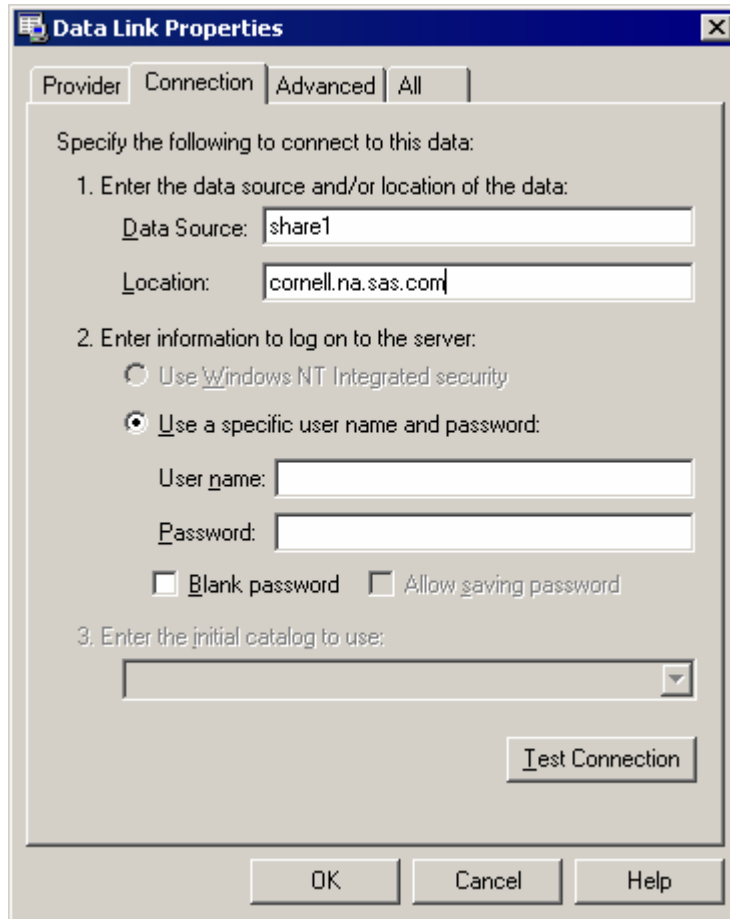 Data Link Properties
Provider Connection Advanced All
Specify the following to connect to this data:
1. Enter the data source and/or location of the data:
Data Source: share1
Location: cornell.na.sas.com
2. Enter information to log on to the server:
Use Windows NT Integrated security
Use a specific user name and password:
User name:
Password:
Blank password Allow saving password
3. Enter the initial catalog to use:
Test Connection
OK Cancel Help